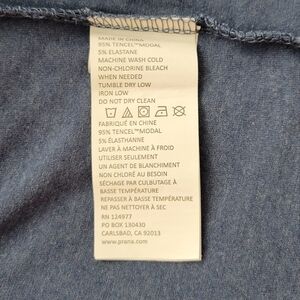 MADE IN CHINA
95% TENCEL™MODAL
5% ELASTANE
MACHINE WASH COLD
NON-CHLORINE BLEACH
WHEN NEEDED
TUMBLE DRY LOW
IRON LOW
DO NOT DRY CLEAN
FABRIQUÉ EN CHINE
95% TENCEL™MODAL
5% ÉLASTHANNE
LAVER À MACHINE À FROID
UTILISER SEULEMENT
UN AGENT DE BLANCHIMENT
NON CHLORÉ AU BESOIN
SÉCHAGE PAR CULBUTAGE À
BASSE TEMPÉRATURE
REPASSER À BASSE TEMPÉRATURE
NE PAS NETTOYER À SEC
RN 124977
PO BOX 130430
CARLSBAD, CA 92013
www.prana.com